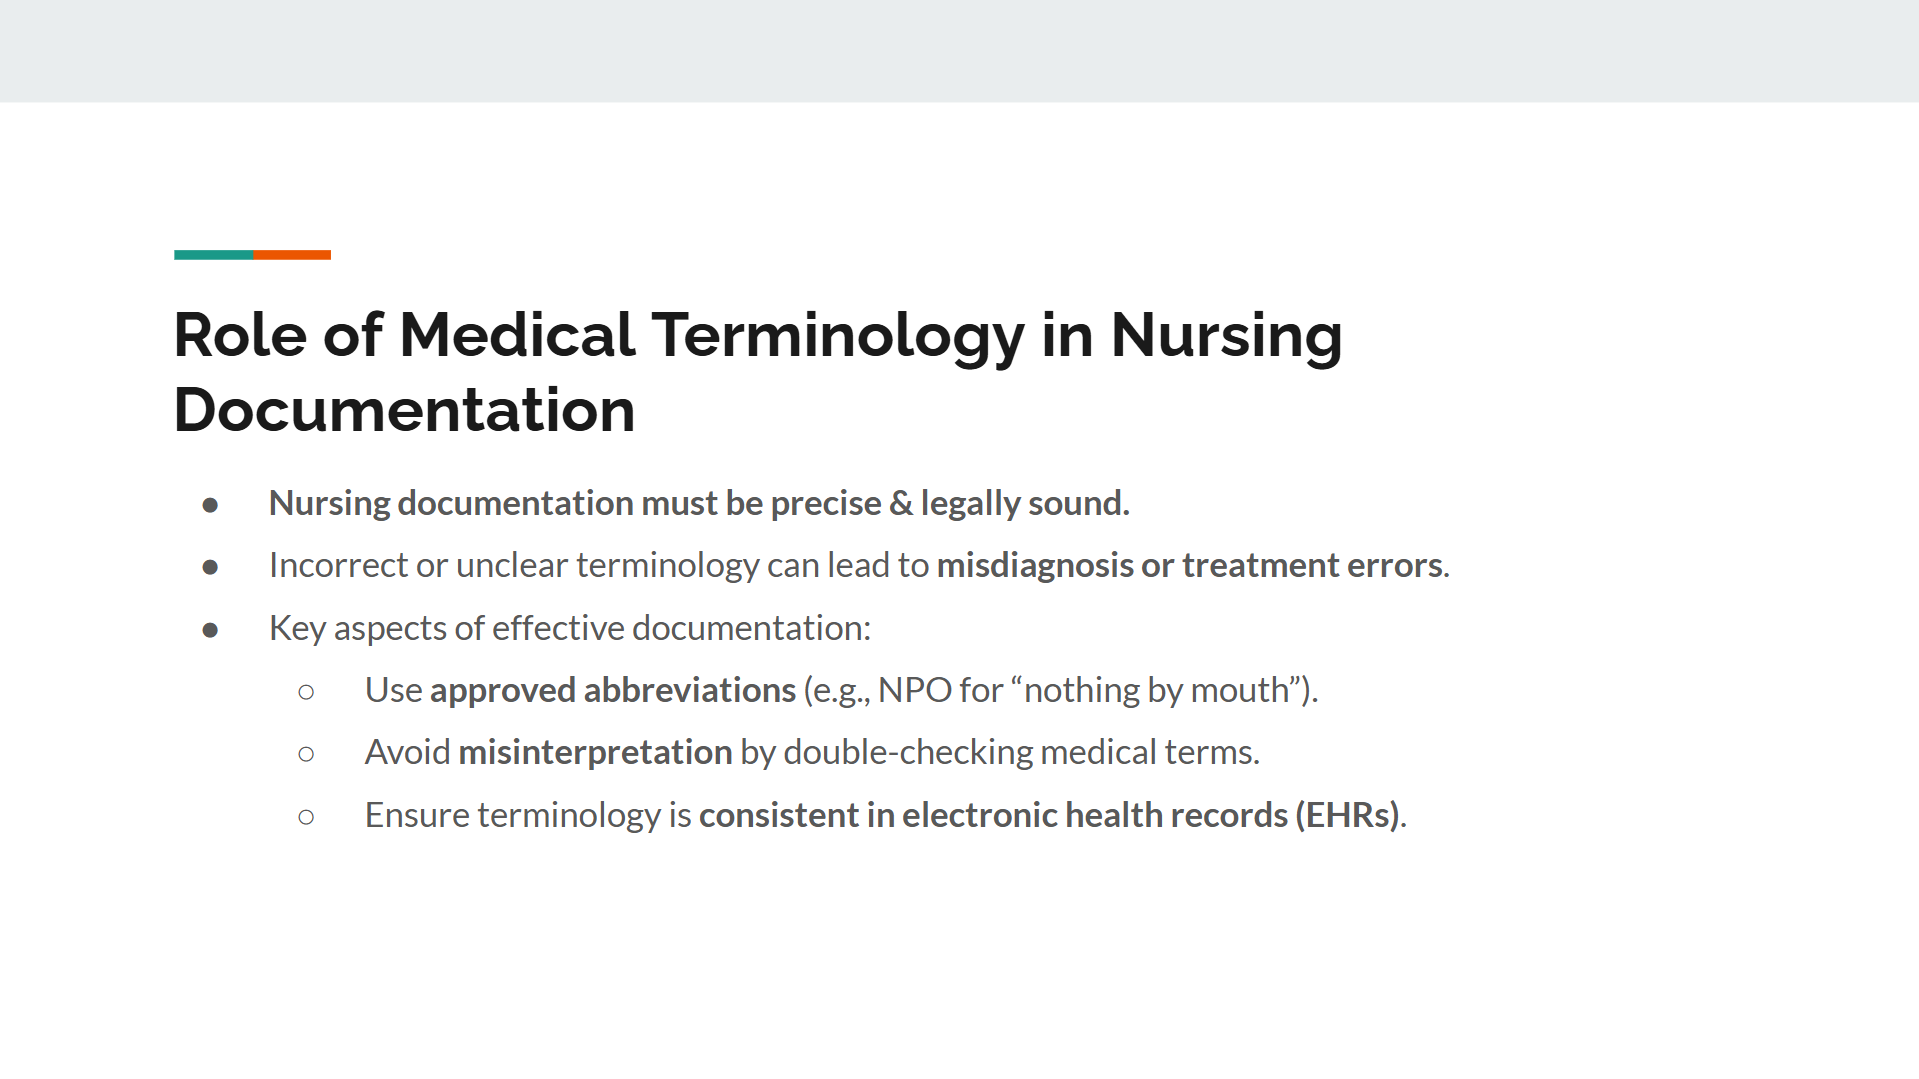 Role of Medical Terminology in Nursing
Documentation
● Nursing documentation must be precise & legally sound.
● Incorrect or unclear terminology can lead to misdiagnosis or treatment errors.
● Key aspects of effective documentation:
○ Use approved abbreviations (e.g., NPO for “nothing by mouth”).
○ Avoid misinterpretation by double-checking medical terms.
○ Ensure terminology is consistent in electronic health records (EHRs).